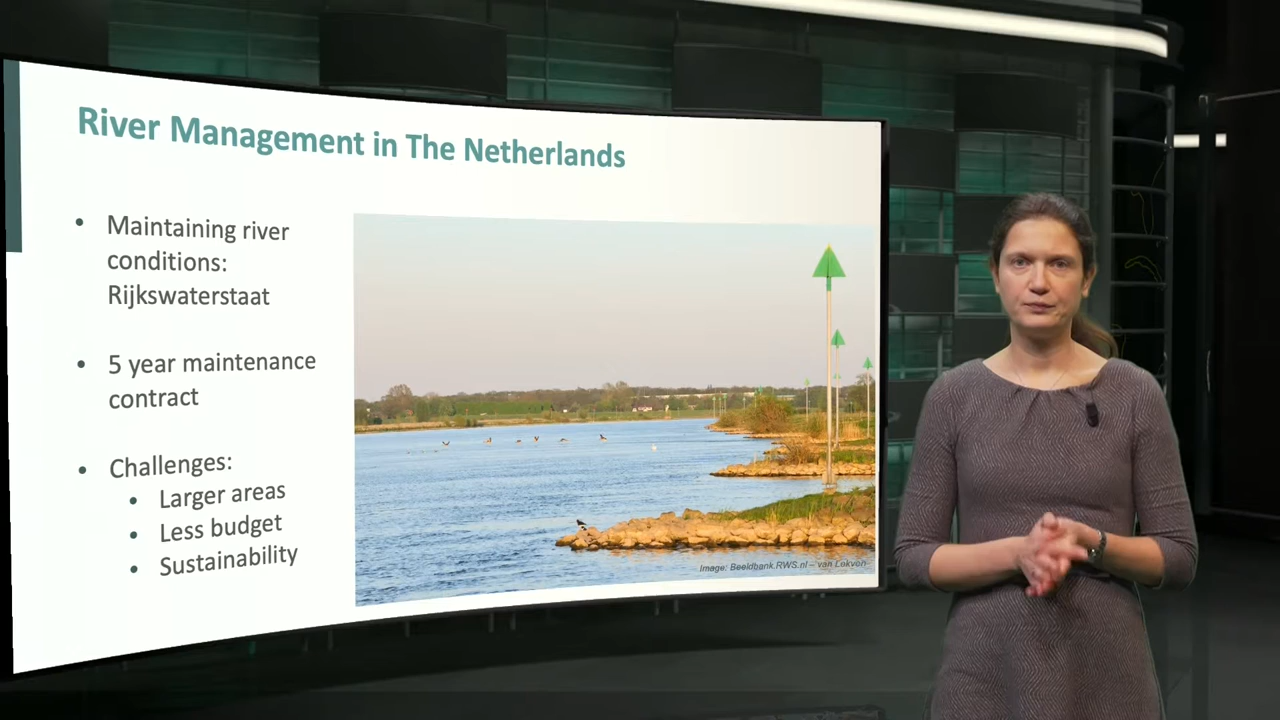 River Management in The Netherlands
• Maintaining river
conditions:
Rijkswaterstaat
• 5 year maintenance
contract
• Challenges:
• Larger areas
• Less budget
• Sustainability
Image: Beeldbank.RWS.nl – van Lokven